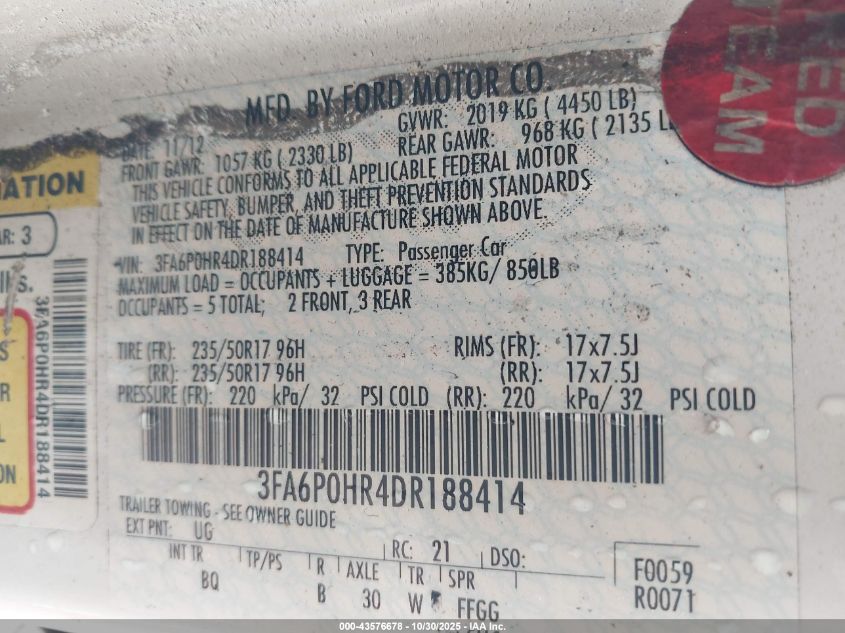 MFD. BY FORD MOTOR CO.
DATE: 11/12 GVWR: 2019 KG ( 4450 LB)
FRONT GAWR: 1057 KG ( 2330 LB) REAR GAWR: 968 KG ( 2135 L
THIS VEHICLE CONFORMS TO ALL APPLICABLE FEDERAL MOTOR
VEHICLE SAFETY, BUMPER, AND THEFT PREVENTION STANDARDS
IN EFFECT ON THE DATE OF MANUFACTURE SHOWN ABOVE.
VIN: 3FA6P0HR4DR188414 TYPE: Passenger Car
MAXIMUM LOAD = OCCUPANTS + LUGGAGE = 385KG/ 850LB
OCCUPANTS = 5 TOTAL; 2 FRONT, 3 REAR
TIRE (FR): 235/50R17 96H RIMS (FR): 17x7.5J
(RR): 235/50R17 96H (RR): 17x7.5J
PRESSURE (FR): 220 kPa/ 32 PSI COLD (RR): 220 kPa/ 32 PSI COLD
3FA6P0HR4DR188414
TRAILER TOWING - SEE OWNER GUIDE
EXT PNT: UG RC: 21 DSO:
INT TR TP/PS R AXLE TR SPR
BQ B 30 W FFGG
F0059
R0071
MATION
AR: 3
3FA6P0HR4DR188414
RED
TEAM
000-43576678 - 10/30/2025 - IAA Inc.